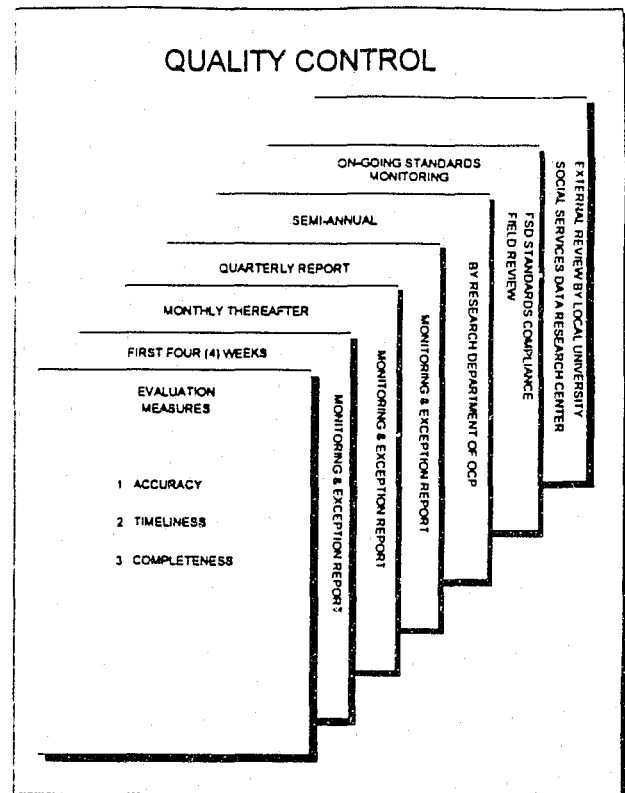 QUALITY CONTROL
EXTERNAL REVIEW BY LOCAL UNIVERSITY
SOCIAL SERVICES DATA RESEARCH CENTER
ON-GOING STANDARDS
MONITORING
FSD STANDARDS COMPLIANCE
FIELD REVIEW
SEMI-ANNUAL
BY RESEARCH DEPARTMENT OF OCP
QUARTERLY REPORT
MONITORING & EXCEPTION REPORT
MONTHLY THEREAFTER
MONITORING & EXCEPTION REPORT
FIRST FOUR (4) WEEKS
MONITORING & EXCEPTION REPORT
EVALUATION
MEASURES
1 ACCURACY
2 TIMELINESS
3 COMPLETENESS